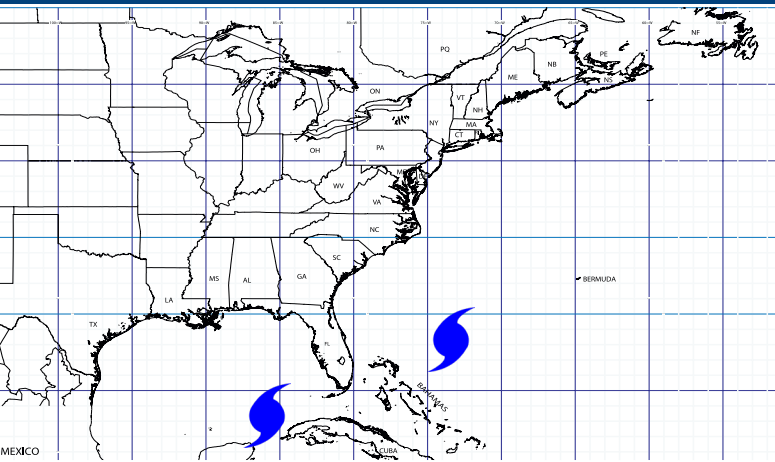 NF
PQ
PE
NB
ME
NS
ON
VT
NH
NY
MA
CT
PA
OH
WV
VA
NC
SC
BERMUDA
MS
AL
GA
LA
TX
FL
BAHAMAS
MEXICO
CUBA